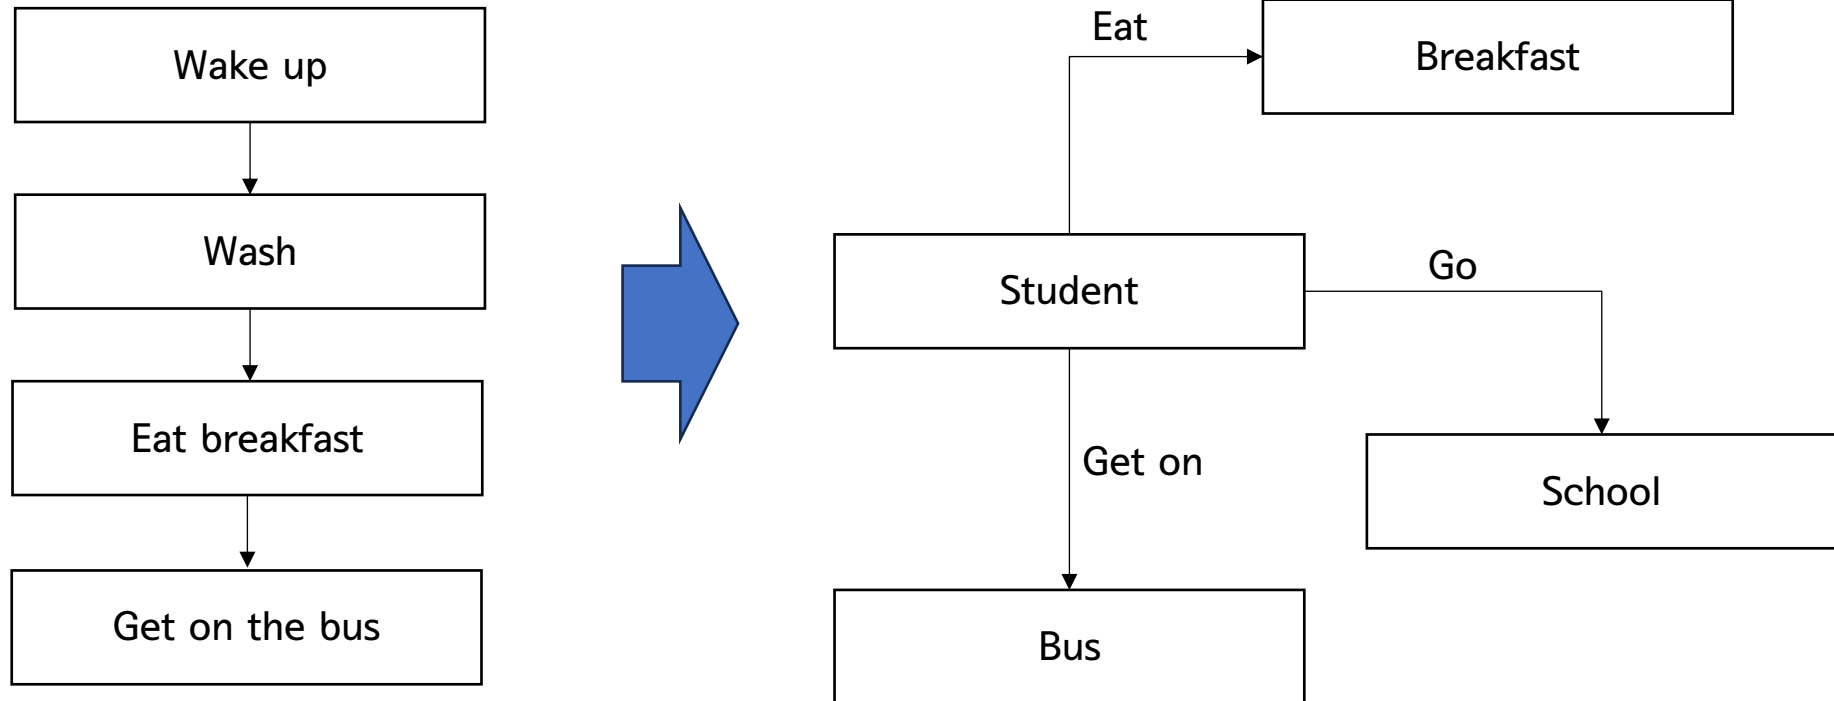 Wake up
Wash
Eat breakfast
Get on the bus
Eat
Breakfast
Student
Go
Get on
School
Bus